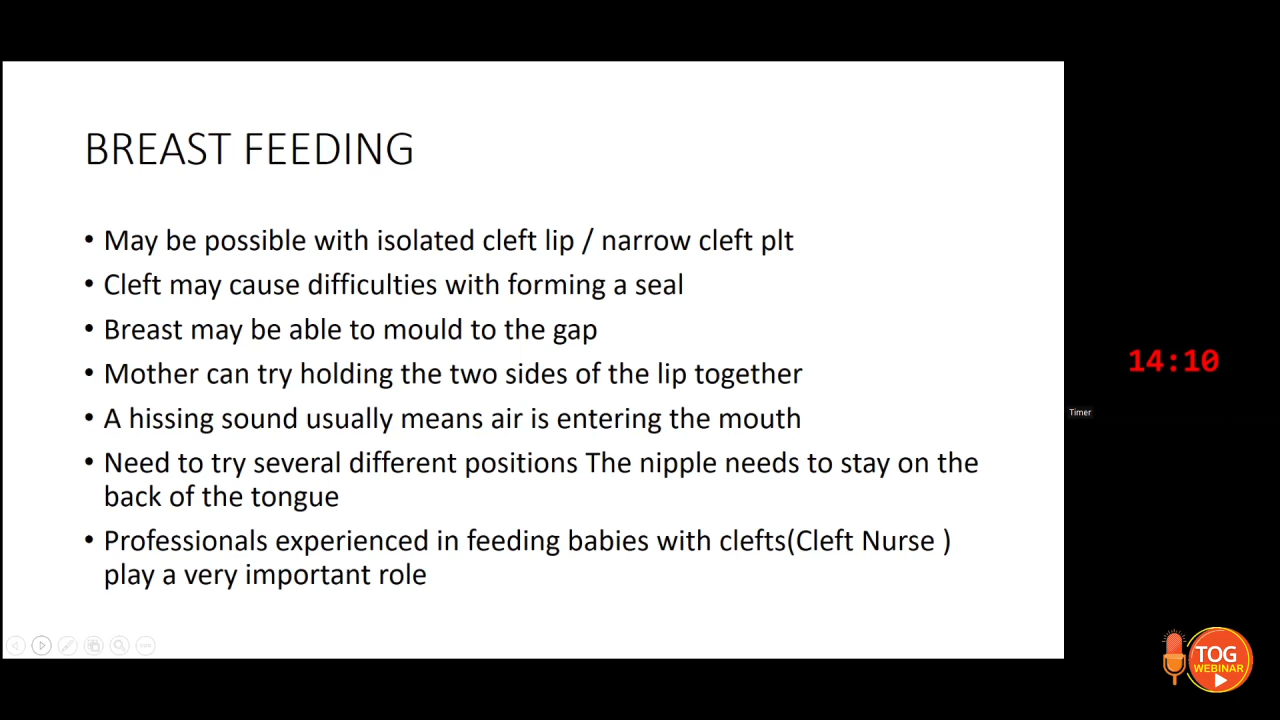 BREAST FEEDING
• May be possible with isolated cleft lip / narrow cleft plt
• Cleft may cause difficulties with forming a seal
• Breast may be able to mould to the gap
• Mother can try holding the two sides of the lip together
• A hissing sound usually means air is entering the mouth
• Need to try several different positions The nipple needs to stay on the
back of the tongue
• Professionals experienced in feeding babies with clefts(Cleft Nurse )
play a very important role
14:10
Timer
TOG
WEBINAR